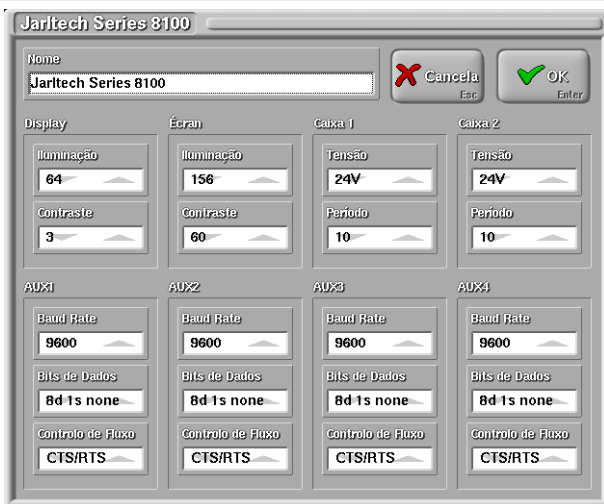 Jarltech Series 8100
Nome
Jarltech Series 8100
Cancela
Esc
OK
Enter
Display
Écran
Caixa 1
Caixa 2
Iluminação
Iluminação
Tensão
Tensão
64
156
24V
24V
Contraste
Contraste
Período
Período
3
60
10
10
AUX1
AUX2
AUX3
AUX4
Baud Rate
Baud Rate
Baud Rate
Baud Rate
9600
9600
9600
9600
Bits de Dados
Bits de Dados
Bits de Dados
Bits de Dados
8d 1s none
8d 1s none
8d 1s none
8d 1s none
Controlo de Fluxo
Controlo de Fluxo
Controlo de Fluxo
Controlo de Fluxo
CTS/RTS
CTS/RTS
CTS/RTS
CTS/RTS